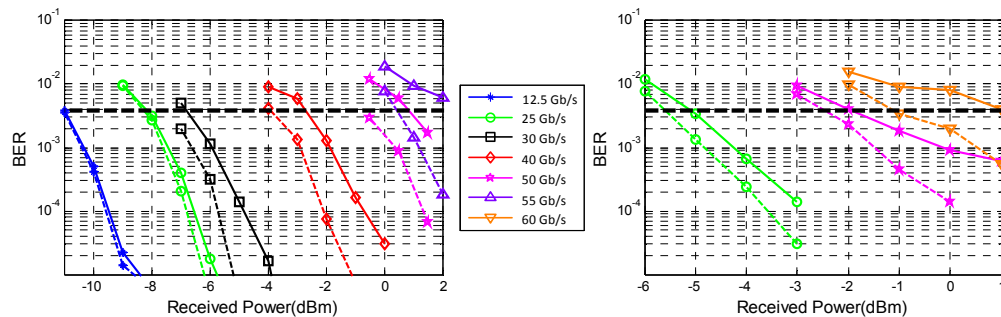 10^-1
10^-2
10^-3
10^-4
BER
-10 -8 -6 -4 -2 0 2
Received Power(dBm)
12.5 Gb/s
25 Gb/s
30 Gb/s
40 Gb/s
50 Gb/s
55 Gb/s
60 Gb/s
10^-1
10^-2
10^-3
10^-4
BER
-6 -5 -4 -3 -2 -1 0 1
Received Power(dBm)